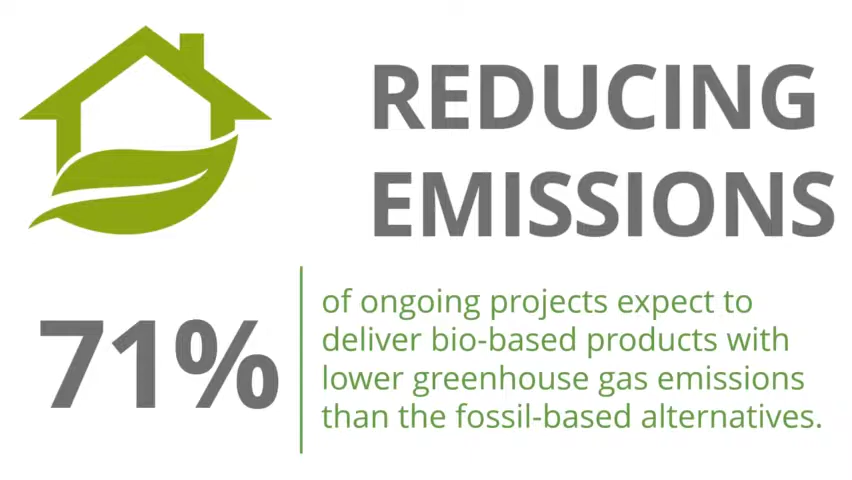 REDUCING
EMISSIONS
71%
of ongoing projects expect to
deliver bio-based products with
lower greenhouse gas emissions
than the fossil-based alternatives.